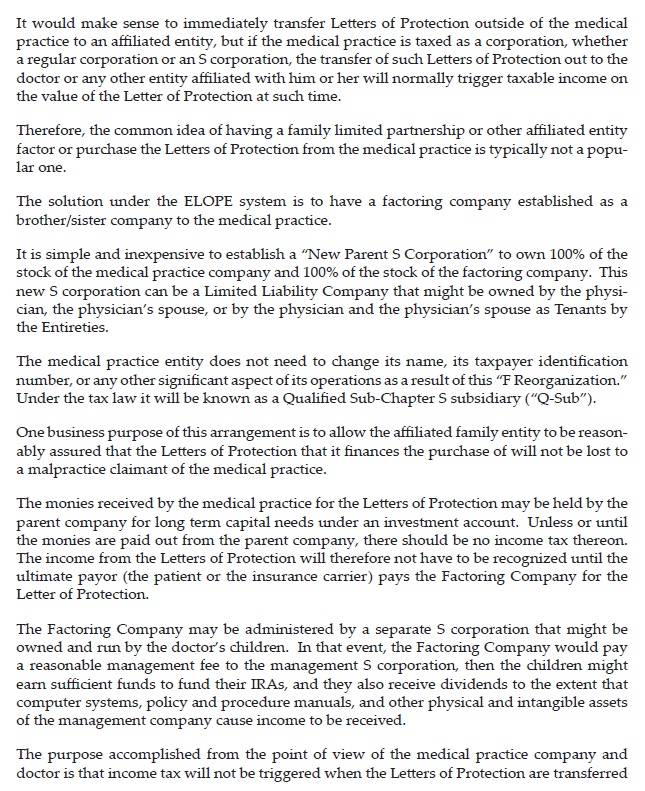 It would make sense to immediately transfer Letters of Protection outside of the medical
practice to an affiliated entity, but if the medical practice is taxed as a corporation, whether
a regular corporation or an S corporation, the transfer of such Letters of Protection out to the
doctor or any other entity affiliated with him or her will normally trigger taxable income on
the value of the Letter of Protection at such time.
Therefore, the common idea of having a family limited partnership or other affiliated entity
factor or purchase the Letters of Protection from the medical practice is typically not a popu-
lar one.
The solution under the ELOPE system is to have a factoring company established as a
brother/sister company to the medical practice.
It is simple and inexpensive to establish a “New Parent S Corporation” to own 100% of the
stock of the medical practice company and 100% of the stock of the factoring company. This
new S corporation can be a Limited Liability Company that might be owned by the physi-
cian, the physician’s spouse, or by the physician and the physician’s spouse as Tenants by
the Entireties.
The medical practice entity does not need to change its name, its taxpayer identification
number, or any other significant aspect of its operations as a result of this “F Reorganization.”
Under the tax law it will be known as a Qualified Sub-Chapter S subsidiary (“Q-Sub”).
One business purpose of this arrangement is to allow the affiliated family entity to be reason-
ably assured that the Letters of Protection that it finances the purchase of will not be lost to
a malpractice claimant of the medical practice.
The monies received by the medical practice for the Letters of Protection may be held by the
parent company for long term capital needs under an investment account. Unless or until
the monies are paid out from the parent company, there should be no income tax thereon.
The income from the Letters of Protection will therefore not have to be recognized until the
ultimate payor (the patient or the insurance carrier) pays the Factoring Company for the
Letter of Protection.
The Factoring Company may be administered by a separate S corporation that might be
owned and run by the doctor’s children. In that event, the Factoring Company would pay
a reasonable management fee to the management S corporation, then the children might
earn sufficient funds to fund their IRAs, and they also receive dividends to the extent that
computer systems, policy and procedure manuals, and other physical and intangible assets
of the management company cause income to be received.
The purpose accomplished from the point of view of the medical practice company and
doctor is that income tax will not be triggered when the Letters of Protection are transferred